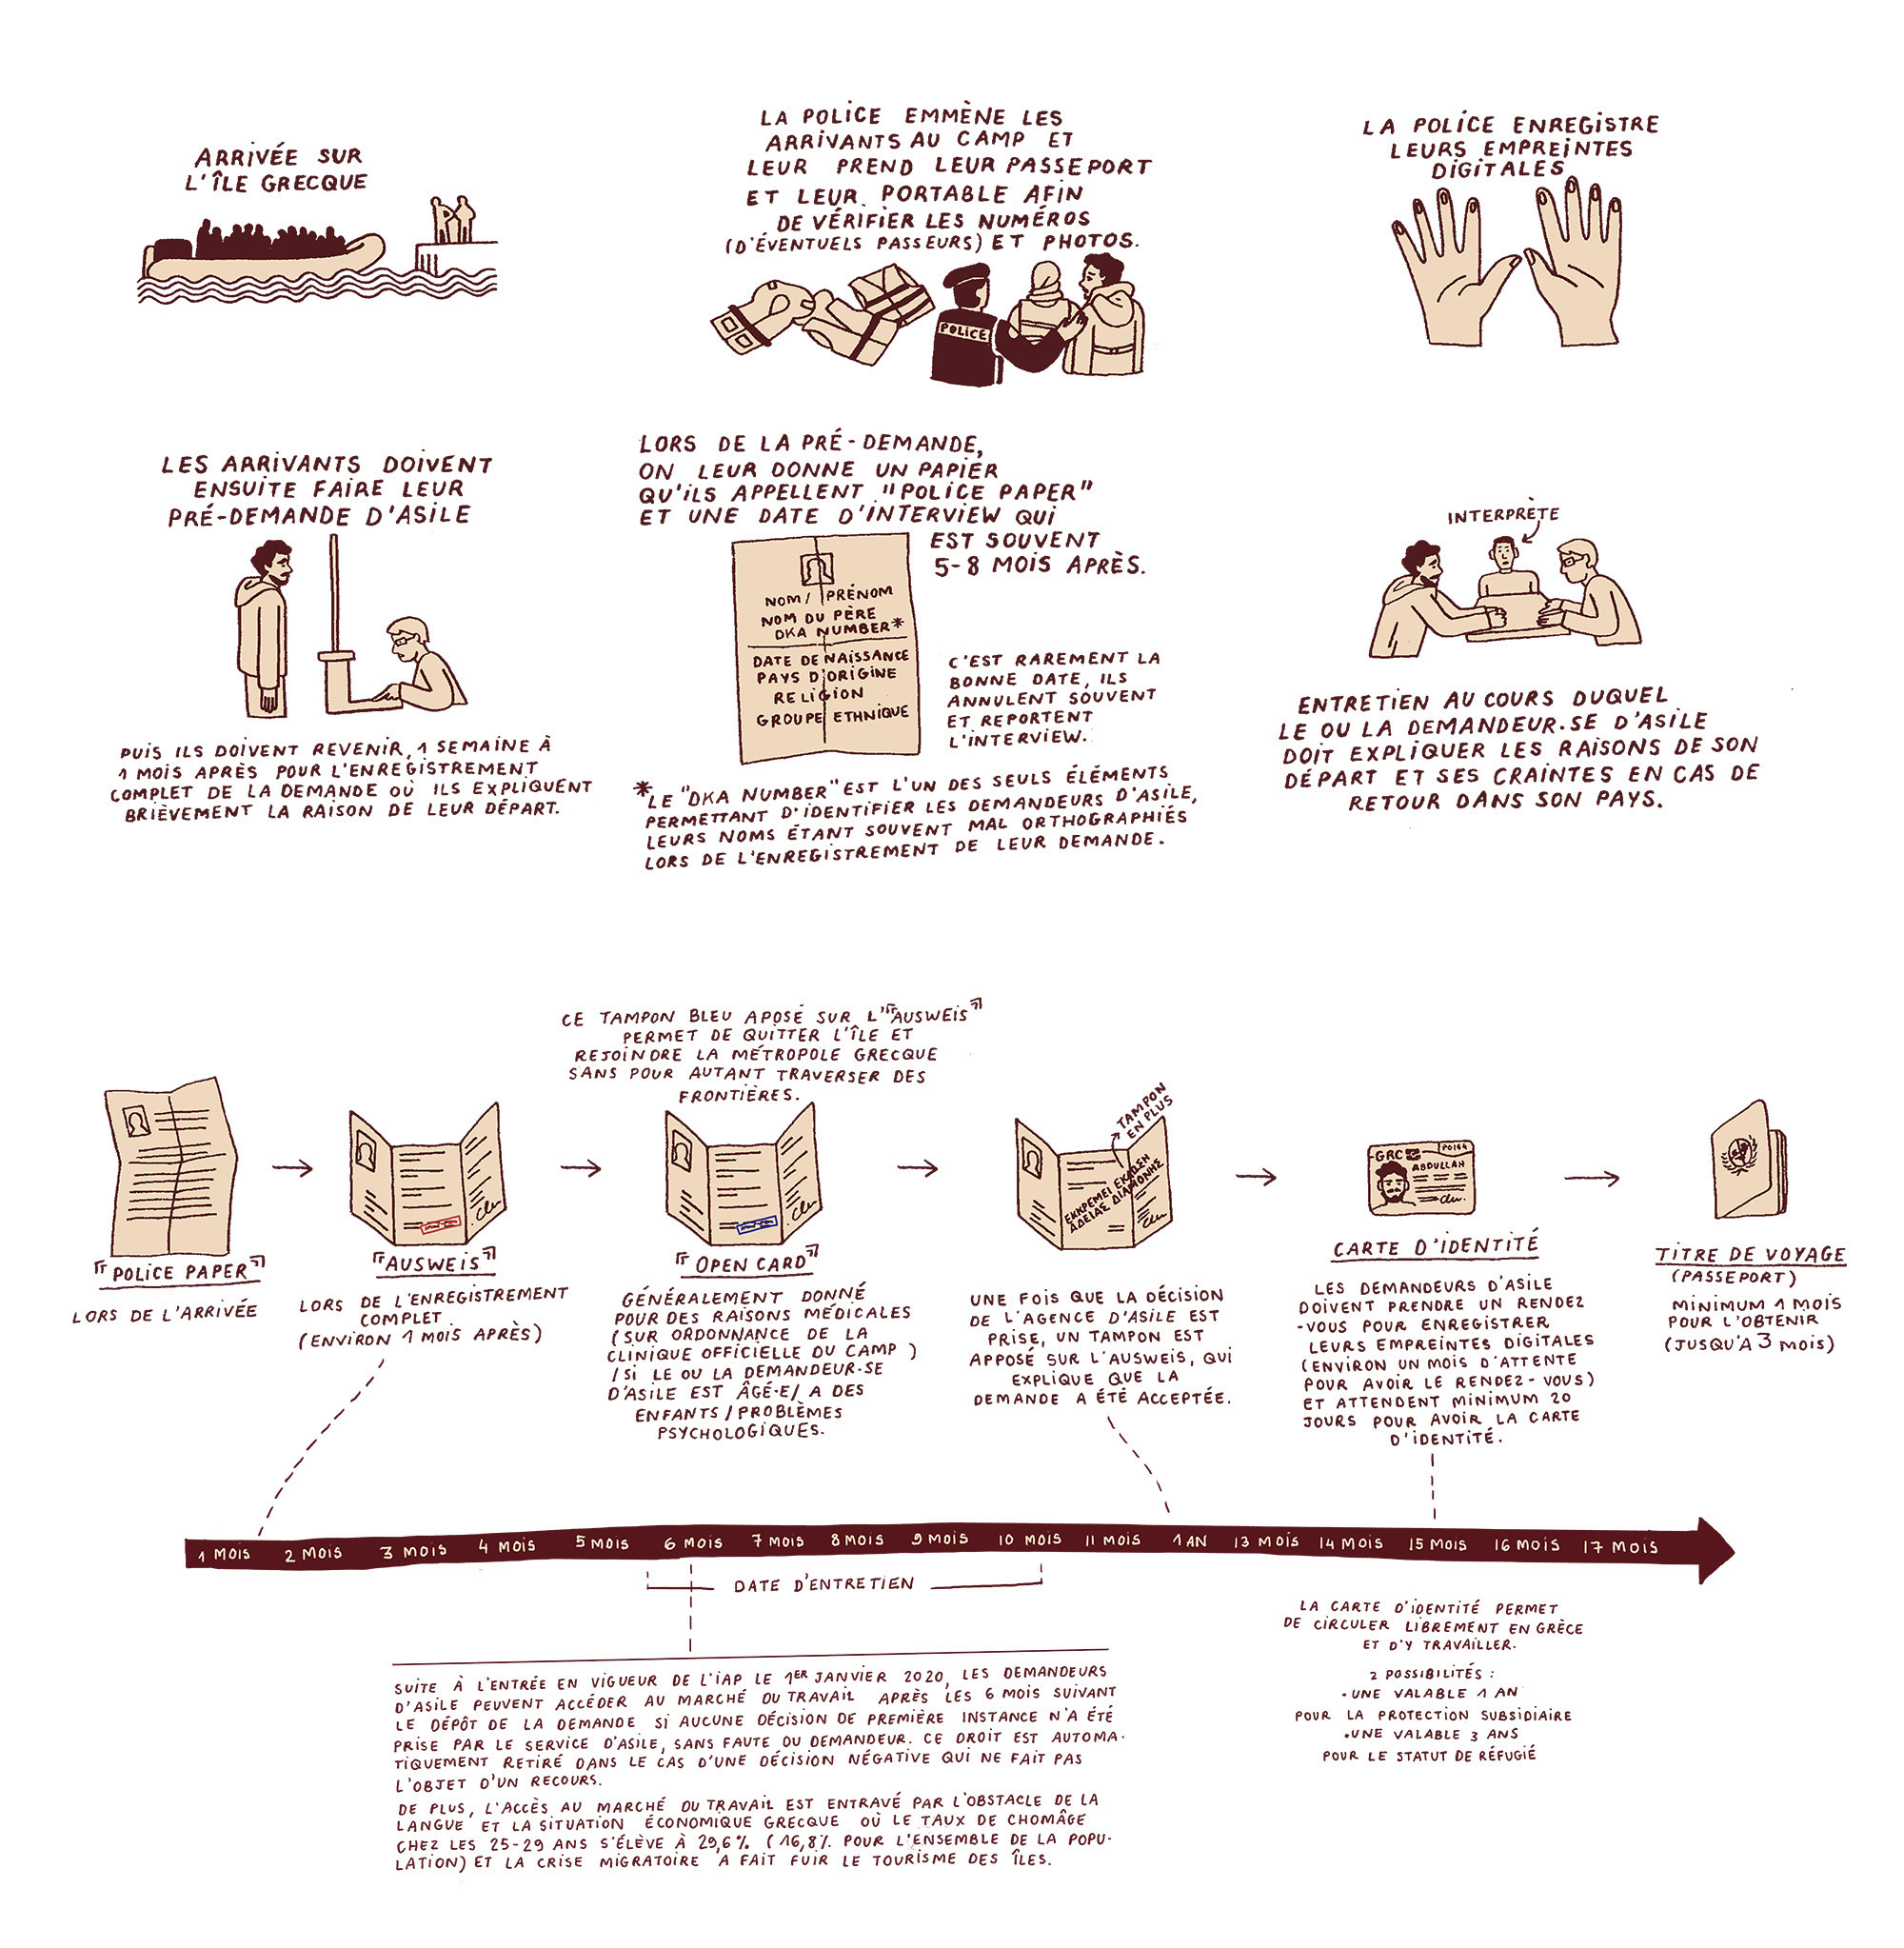 ARRIVÉE SUR
L'ÎLE GRECQUE
LA POLICE EMMÈNE LES
ARRIVANTS AU CAMP ET
LEUR PREND LEUR PASSEPORT
ET LEUR PORTABLE AFIN
DE VÉRIFIER LES NUMÉROS
(D'ÉVENTUELS PASSEURS) ET PHOTOS.
POLICE
LA POLICE ENREGISTRE
LEURS EMPREINTES
DIGITALES
LES ARRIVANTS DOIVENT
ENSUITE FAIRE LEUR
PRÉ-DEMANDE D'ASILE
PUIS ILS DOIVENT REVENIR, 1 SEMAINE À
1 MOIS APRÈS POUR L'ENREGISTREMENT
COMPLET DE LA DEMANDE OÙ ILS EXPLIQUENT
BRIÈVEMENT LA RAISON DE LEUR DÉPART.
LORS DE LA PRÉ-DEMANDE,
ON LEUR DONNE UN PAPIER
QU'ILS APPELLENT "POLICE PAPER"
ET UNE DATE D'INTERVIEW QUI
EST SOUVENT
5-8 MOIS APRÈS.
NOM / PRÉNOM
NOM DU PÈRE
DKA NUMBER*
DATE DE NAISSANCE
PAYS D'ORIGINE
RELIGION
GROUPE ETHNIQUE
C'EST RAREMENT LA
BONNE DATE, ILS
ANNULENT SOUVENT
ET REPORTENT
L'INTERVIEW.
*LE "DKA NUMBER" EST L'UN DES SEULS ÉLÉMENTS
PERMETTANT D'IDENTIFIER LES DEMANDEURS D'ASILE,
LEURS NOMS ÉTANT SOUVENT MAL ORTHOGRAPHIÉS
LORS DE L'ENREGISTREMENT DE LEUR DEMANDE.
INTERPRÈTE
ENTRETIEN AU COURS DUQUEL
LE OU LA DEMANDEUR.SE D'ASILE
DOIT EXPLIQUER LES RAISONS DE SON
DÉPART ET SES CRAINTES EN CAS DE
RETOUR DANS SON PAYS.
CE TAMPON BLEU APOSÉ SUR L'"AUSWEIS"
PERMET DE QUITTER L'ÎLE ET
REJOINDRE LA MÉTROPOLE GRECQUE
SANS POUR AUTANT TRAVERSER DES
FRONTIÈRES.
"POLICE PAPER"
LORS DE L'ARRIVÉE
"AUSWEIS"
LORS DE L'ENREGISTREMENT
COMPLET
(ENVIRON 1 MOIS APRÈS)
"OPEN CARD"
GÉNÉRALEMENT DONNÉ
POUR DES RAISONS MÉDICALES
(SUR ORDONNANCE DE LA
CLINIQUE OFFICIELLE DU CAMP)
/SI LE OU LA DEMANDEUR·SE
D'ASILE EST ÂGÉ·E/ A DES
ENFANTS/PROBLÈMES
PSYCHOLOGIQUES.
TAMPON
EN PLUS
ΕΚΚΡΕΜΕΙ ΕΚΔΟΣΗ
ΑΔΕΙΑΣ ΔΙΑΜΟΝΗΣ
UNE FOIS QUE LA DÉCISION
DE L'AGENCE D'ASILE EST
PRISE, UN TAMPON EST
APPOSÉ SUR L'AUSWEIS, QUI
EXPLIQUE QUE LA
DEMANDE A ÉTÉ ACCEPTÉE.
GRC
P0164
ABDULLAH
CARTE D'IDENTITÉ
LES DEMANDEURS D'ASILE
DOIVENT PRENDRE UN RENDEZ
-VOUS POUR ENREGISTRER
LEURS EMPREINTES DIGITALES
(ENVIRON UN MOIS D'ATTENTE
POUR AVOIR LE RENDEZ-VOUS)
ET ATTENDENT MINIMUM 20
JOURS POUR AVOIR LA CARTE
D'IDENTITÉ.
TITRE DE VOYAGE
(PASSEPORT)
MINIMUM 1 MOIS
POUR L'OBTENIR
(JUSQU'A 3 MOIS)
1 MOIS 2 MOIS 3 MOIS 4 MOIS 5 MOIS 6 MOIS 7 MOIS 8 MOIS 9 MOIS 10 MOIS 11 MOIS 1 AN 13 MOIS 14 MOIS 15 MOIS 16 MOIS 17 MOIS
DATE D'ENTRETIEN
SUITE À L'ENTRÉE EN VIGUEUR DE L'IAP LE 1ER JANVIER 2020, LES DEMANDEURS
D'ASILE PEUVENT ACCÉDER AU MARCHÉ DU TRAVAIL APRÈS LES 6 MOIS SUIVANT
LE DÉPÔT DE LA DEMANDE SI AUCUNE DÉCISION DE PREMIÈRE INSTANCE N'A ÉTÉ
PRISE PAR LE SERVICE D'ASILE, SANS FAUTE DU DEMANDEUR. CE DROIT EST AUTOMA-
TIQUEMENT RETIRÉ DANS LE CAS D'UNE DÉCISION NÉGATIVE QUI NE FAIT PAS
L'OBJET D'UN RECOURS.
DE PLUS, L'ACCÈS AU MARCHÉ DU TRAVAIL EST ENTRAVÉ PAR L'OBSTACLE DE LA
LANGUE ET LA SITUATION ÉCONOMIQUE GRECQUE OÙ LE TAUX DE CHOMÂGE
CHEZ LES 25-29 ANS S'ÉLÈVE À 29,6% (16,8% POUR L'ENSEMBLE DE LA POPU-
LATION) ET LA CRISE MIGRATOIRE A FAIT FUIR LE TOURISME DES ÎLES.
LA CARTE D'IDENTITÉ PERMET
DE CIRCULER LIBREMENT EN GRÈCE
ET D'Y TRAVAILLER.
2 POSSIBILITÉS :
• UNE VALABLE 1 AN
POUR LA PROTECTION SUBSIDIAIRE
• UNE VALABLE 3 ANS
POUR LE STATUT DE RÉFUGIÉ